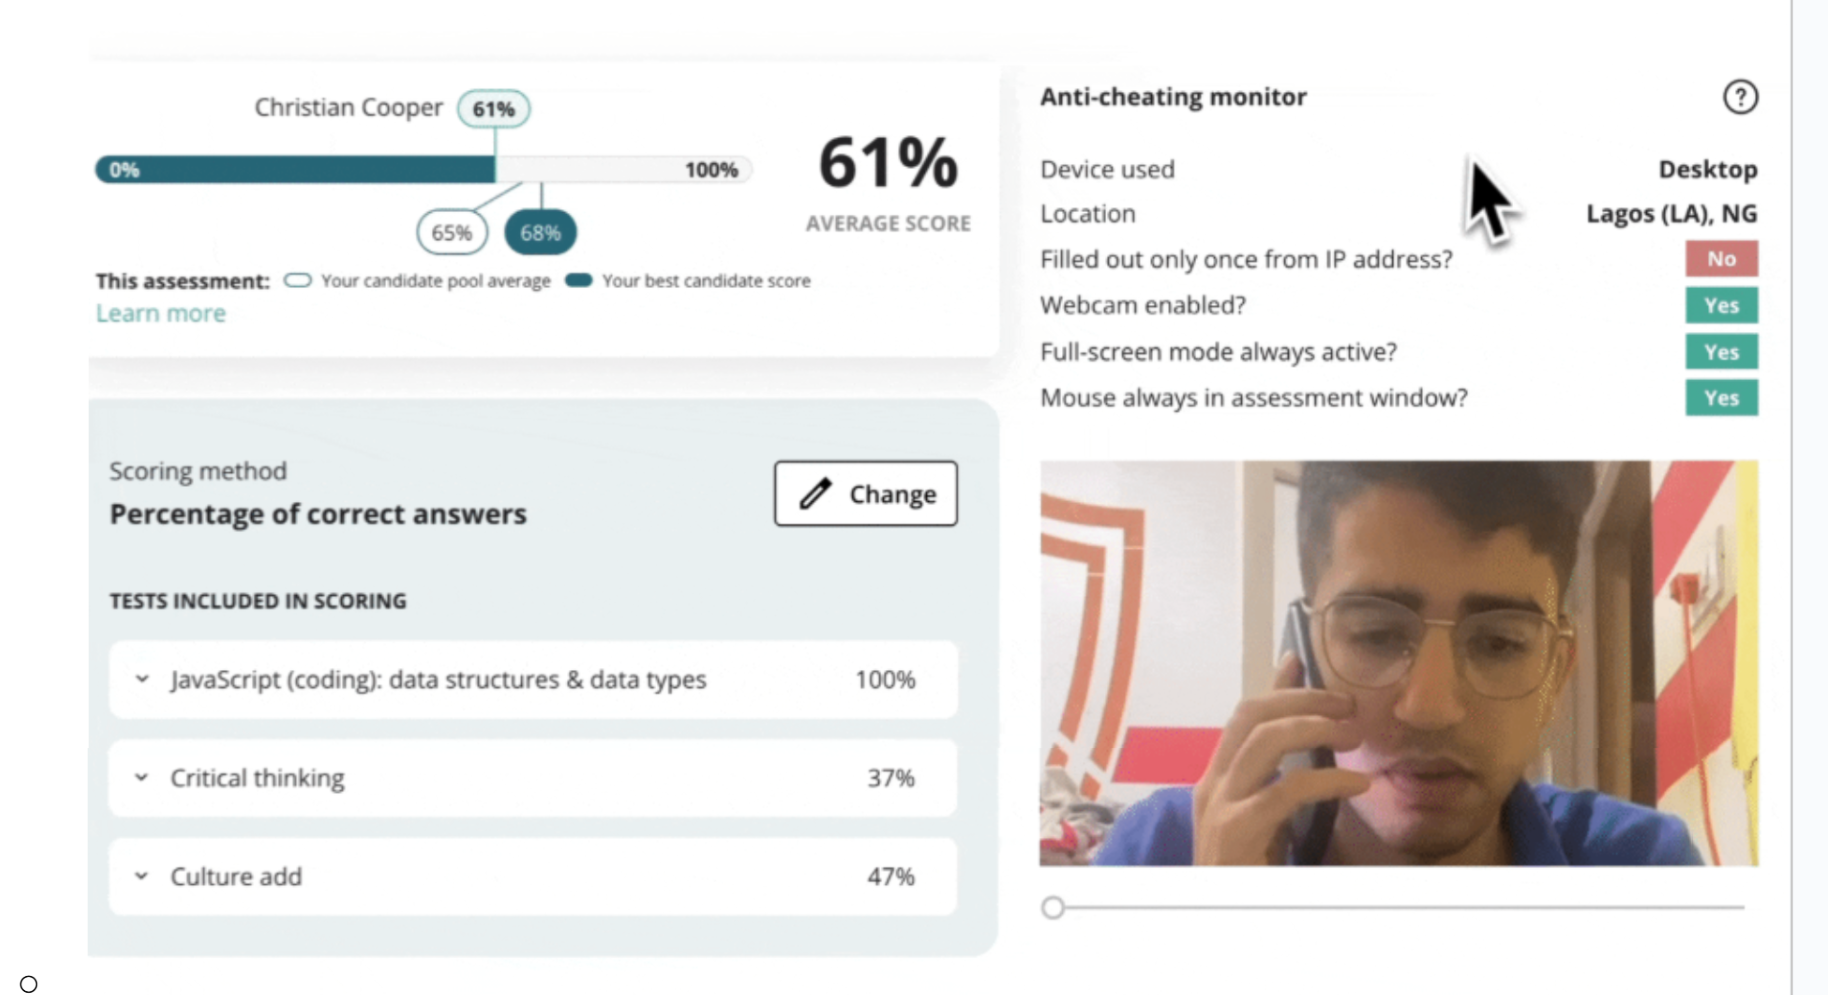 Christian Cooper 61%
0% 100%
65% 68%
61%
AVERAGE SCORE
This assessment: Your candidate pool average Your best candidate score
Learn more
Scoring method
Percentage of correct answers
Change
TESTS INCLUDED IN SCORING
JavaScript (coding): data structures & data types 100%
Critical thinking 37%
Culture add 47%
Anti-cheating monitor ?
Device used Desktop
Location Lagos (LA), NG
Filled out only once from IP address? No
Webcam enabled? Yes
Full-screen mode always active? Yes
Mouse always in assessment window? Yes